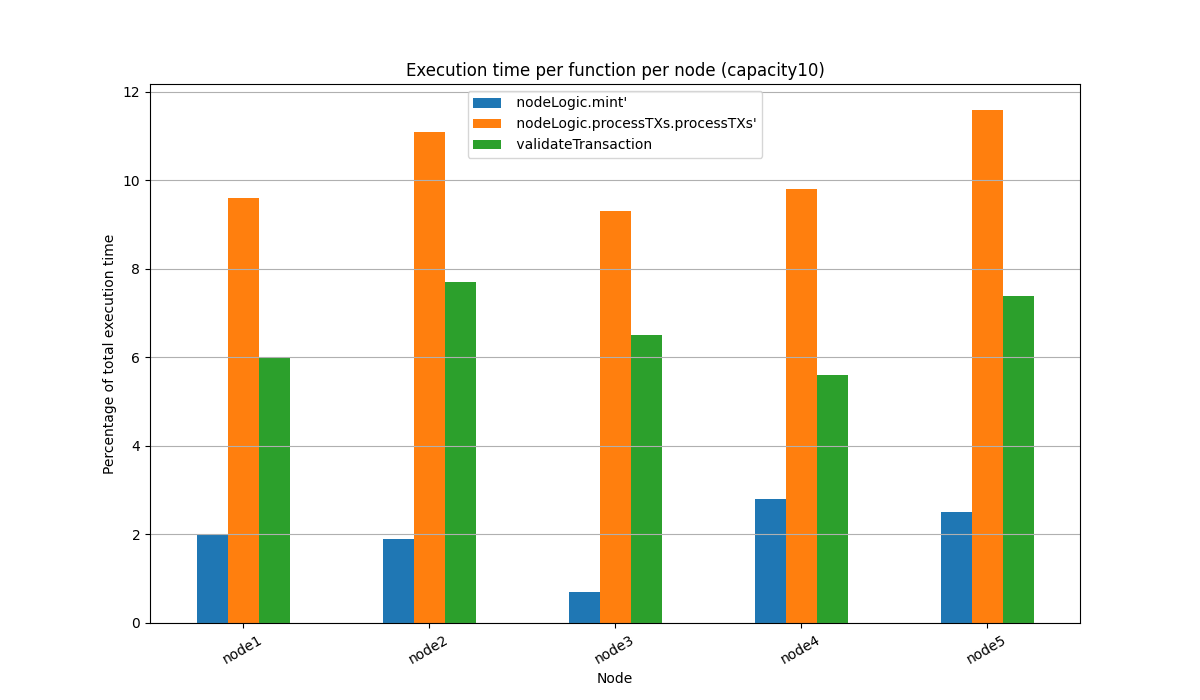 Execution time per function per node (capacity10)
nodeLogic.mint'
nodeLogic.processTXs.processTXs'
validateTransaction
Percentage of total execution time
12
10
8
6
4
2
0
node1
node2
node3
node4
node5
Node